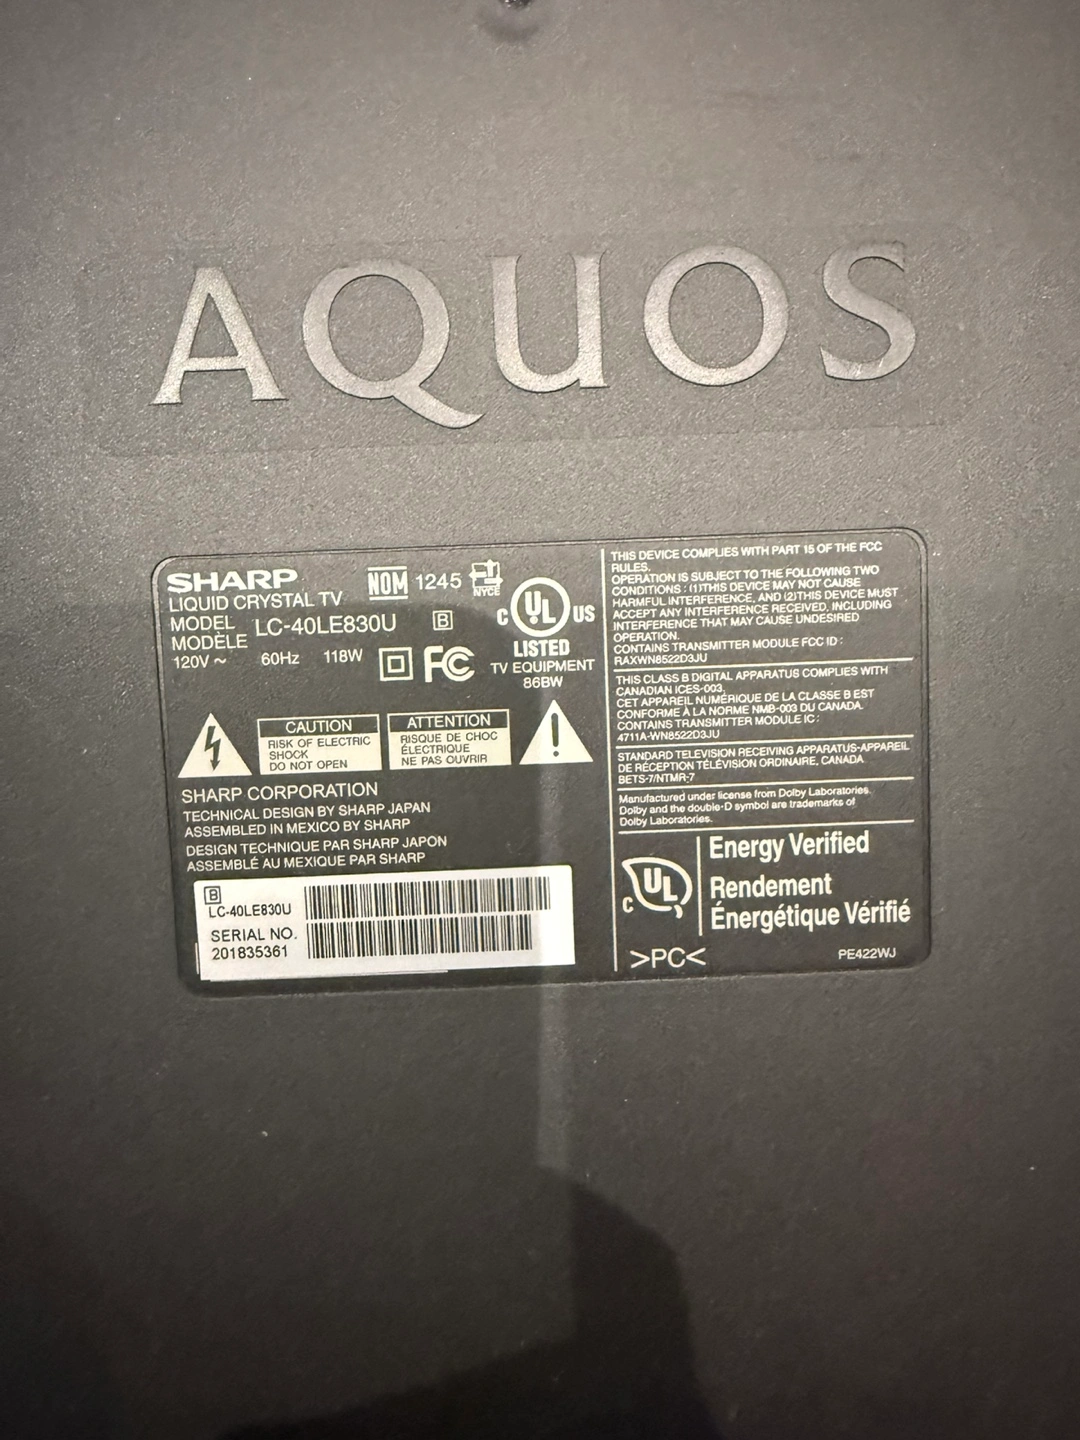 AQUOS
SHARP
LIQUID CRYSTAL TV
MODEL
MODÈLE
LC-40LE830U
B
120V ~ 60Hz 118W
NOM 1245 NYCE
FC
C UL US
LISTED
TV EQUIPMENT
86BW
CAUTION
RISK OF ELECTRIC
SHOCK
DO NOT OPEN
ATTENTION
RISQUE DE CHOC
ÉLECTRIQUE
NE PAS OUVRIR
SHARP CORPORATION
TECHNICAL DESIGN BY SHARP JAPAN
ASSEMBLED IN MEXICO BY SHARP
DESIGN TECHNIQUE PAR SHARP JAPON
ASSEMBLÉ AU MEXIQUE PAR SHARP
B
LC-40LE830U
SERIAL NO.
201835361
THIS DEVICE COMPLIES WITH PART 15 OF THE FCC
RULES.
OPERATION IS SUBJECT TO THE FOLLOWING TWO
CONDITIONS : (1)THIS DEVICE MAY NOT CAUSE
HARMFUL INTERFERENCE, AND (2)THIS DEVICE MUST
ACCEPT ANY INTERFERENCE RECEIVED, INCLUDING
INTERFERENCE THAT MAY CAUSE UNDESIRED
OPERATION.
CONTAINS TRANSMITTER MODULE FCC ID :
RAXWN8522D3JU
THIS CLASS B DIGITAL APPARATUS COMPLIES WITH
CANADIAN ICES-003.
CET APPAREIL NUMÉRIQUE DE LA CLASSE B EST
CONFORME À LA NORME NMB-003 DU CANADA.
CONTAINS TRANSMITTER MODULE IC :
4711A-WN8522D3JU
STANDARD TELEVISION RECEIVING APPARATUS-APPAREIL
DE RÉCEPTION TÉLÉVISION ORDINAIRE, CANADA
BETS-7/NTMR-7
Manufactured under license from Dolby Laboratories.
Dolby and the double-D symbol are trademarks of
Dolby Laboratories.
C UL
Energy Verified
Rendement
Énergétique Vérifié
>PC<
PE422WJ